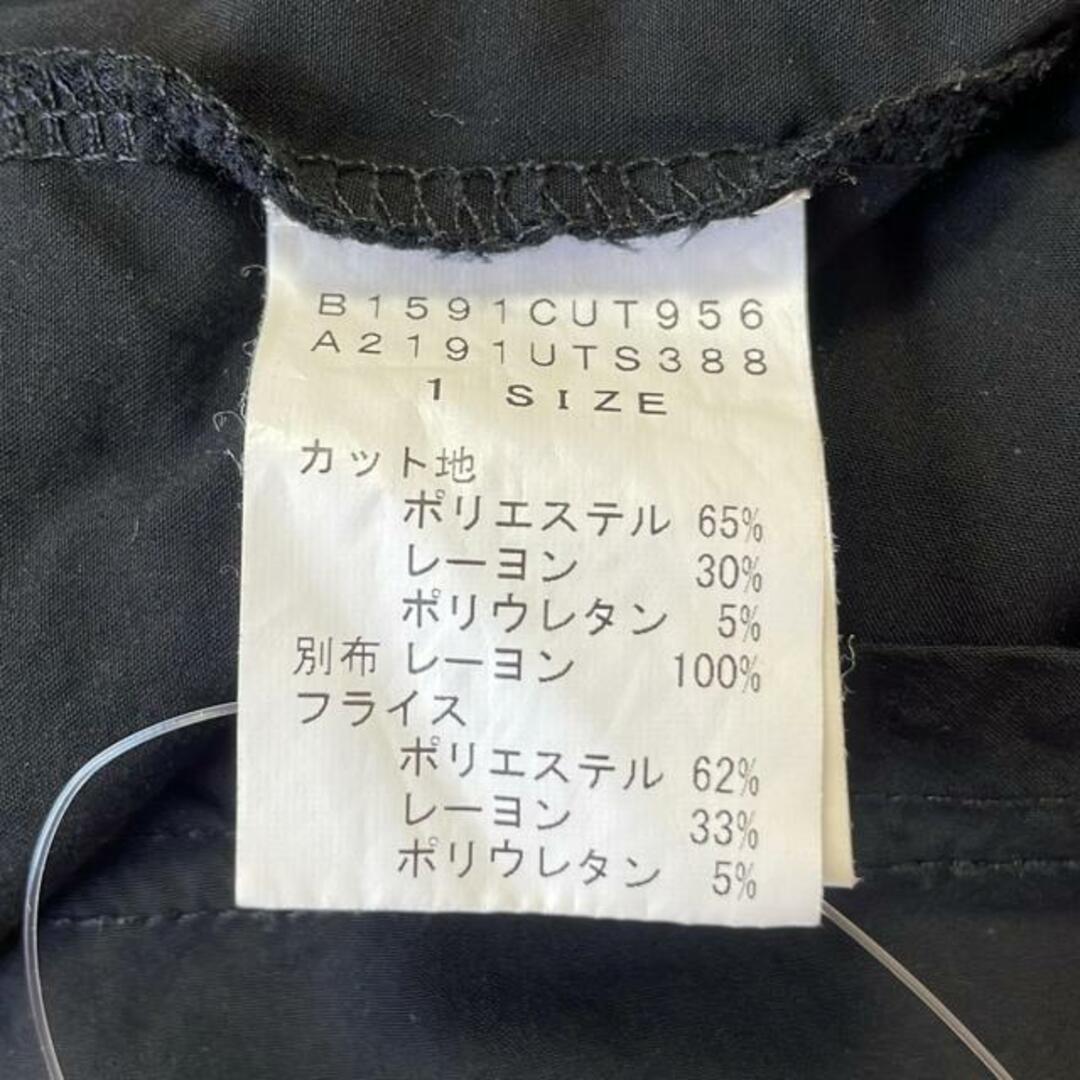 B1591CUT956
A2191UTS388
1 SIZE
カット地
ポリエステル 65%
レーヨン 30%
ポリウレタン 5%
別布 レーヨン 100%
フライス
ポリエステル 62%
レーヨン 33%
ポリウレタン 5%